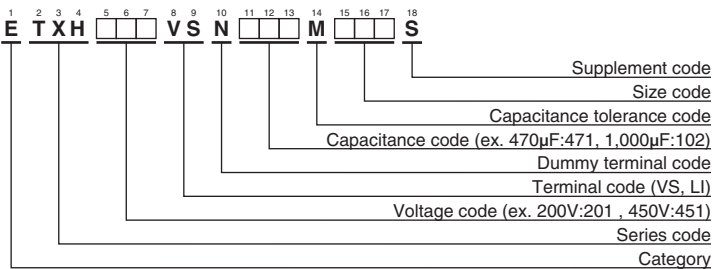 1 2 3 4 5 6 7 8 9 10 11 12 13 14 15 16 17 18
E T X H □□□ V S N □□□ M □□□ S
Supplement code
Size code
Capacitance tolerance code
Capacitance code (ex. 470µF:471, 1,000µF:102)
Dummy terminal code
Terminal code (VS, LI)
Voltage code (ex. 200V:201 , 450V:451)
Series code
Category